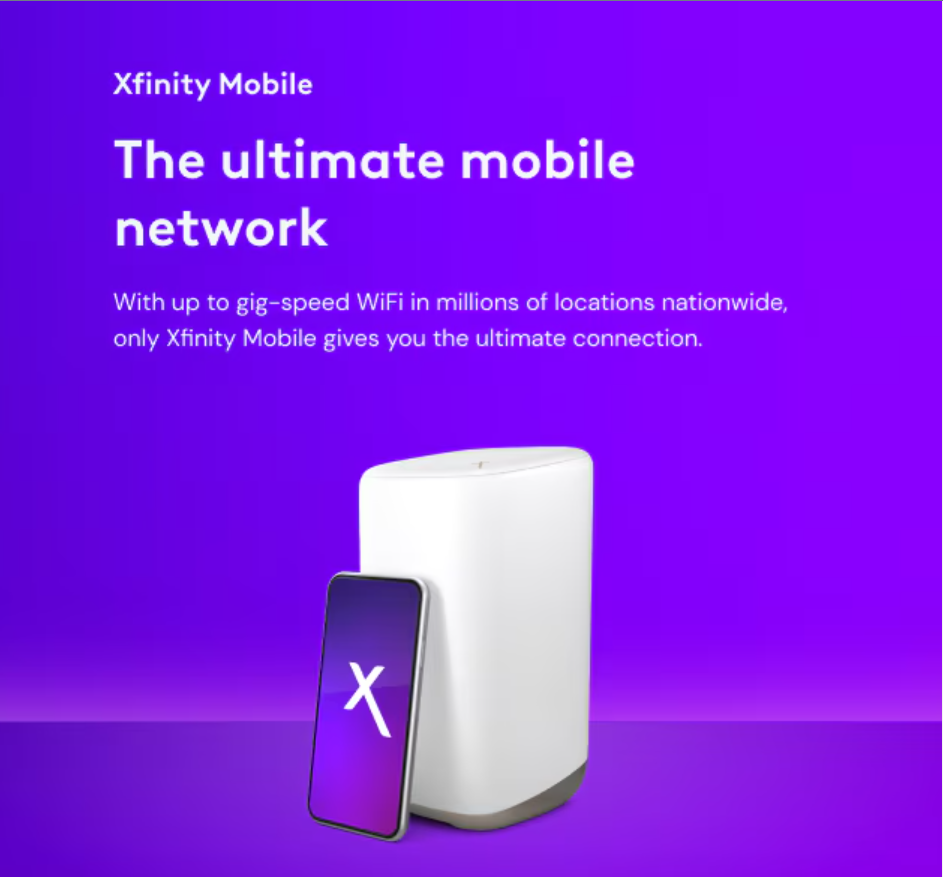 Xfinity Mobile
The ultimate mobile
network
With up to gig-speed WiFi in millions of locations nationwide,
only Xfinity Mobile gives you the ultimate connection.
X